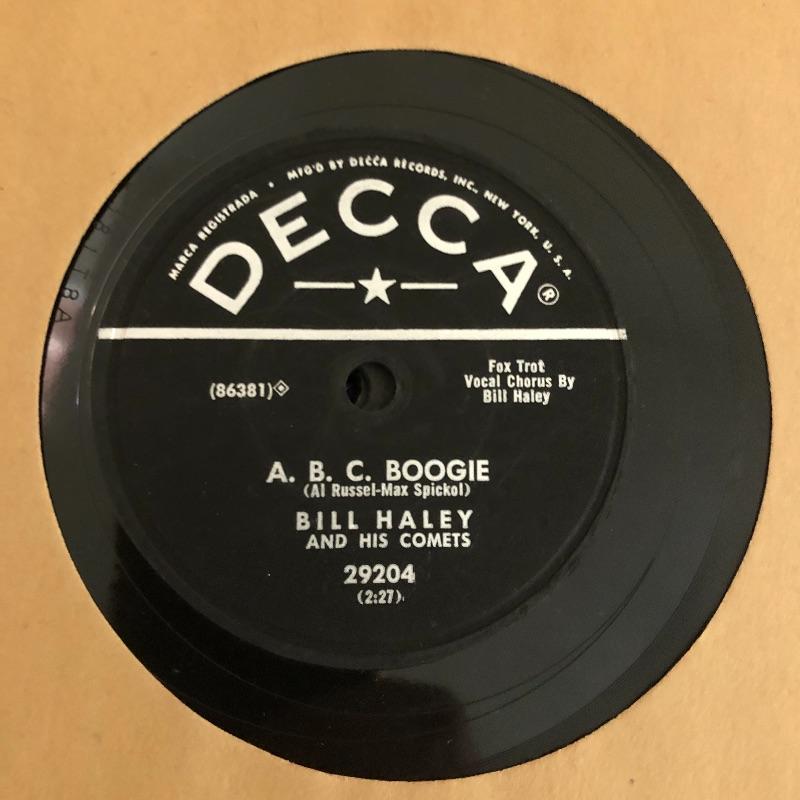 MARCA REGISTRADA • MFG'D BY DECCA RECORDS, INC., NEW YORK, U. S. A.
DECCA®
(86381)
Fox Trot
Vocal Chorus By
Bill Haley
A. B. C. BOOGIE
(Al Russel-Max Spickol)
BILL HALEY
AND HIS COMETS
29204
(2:27)